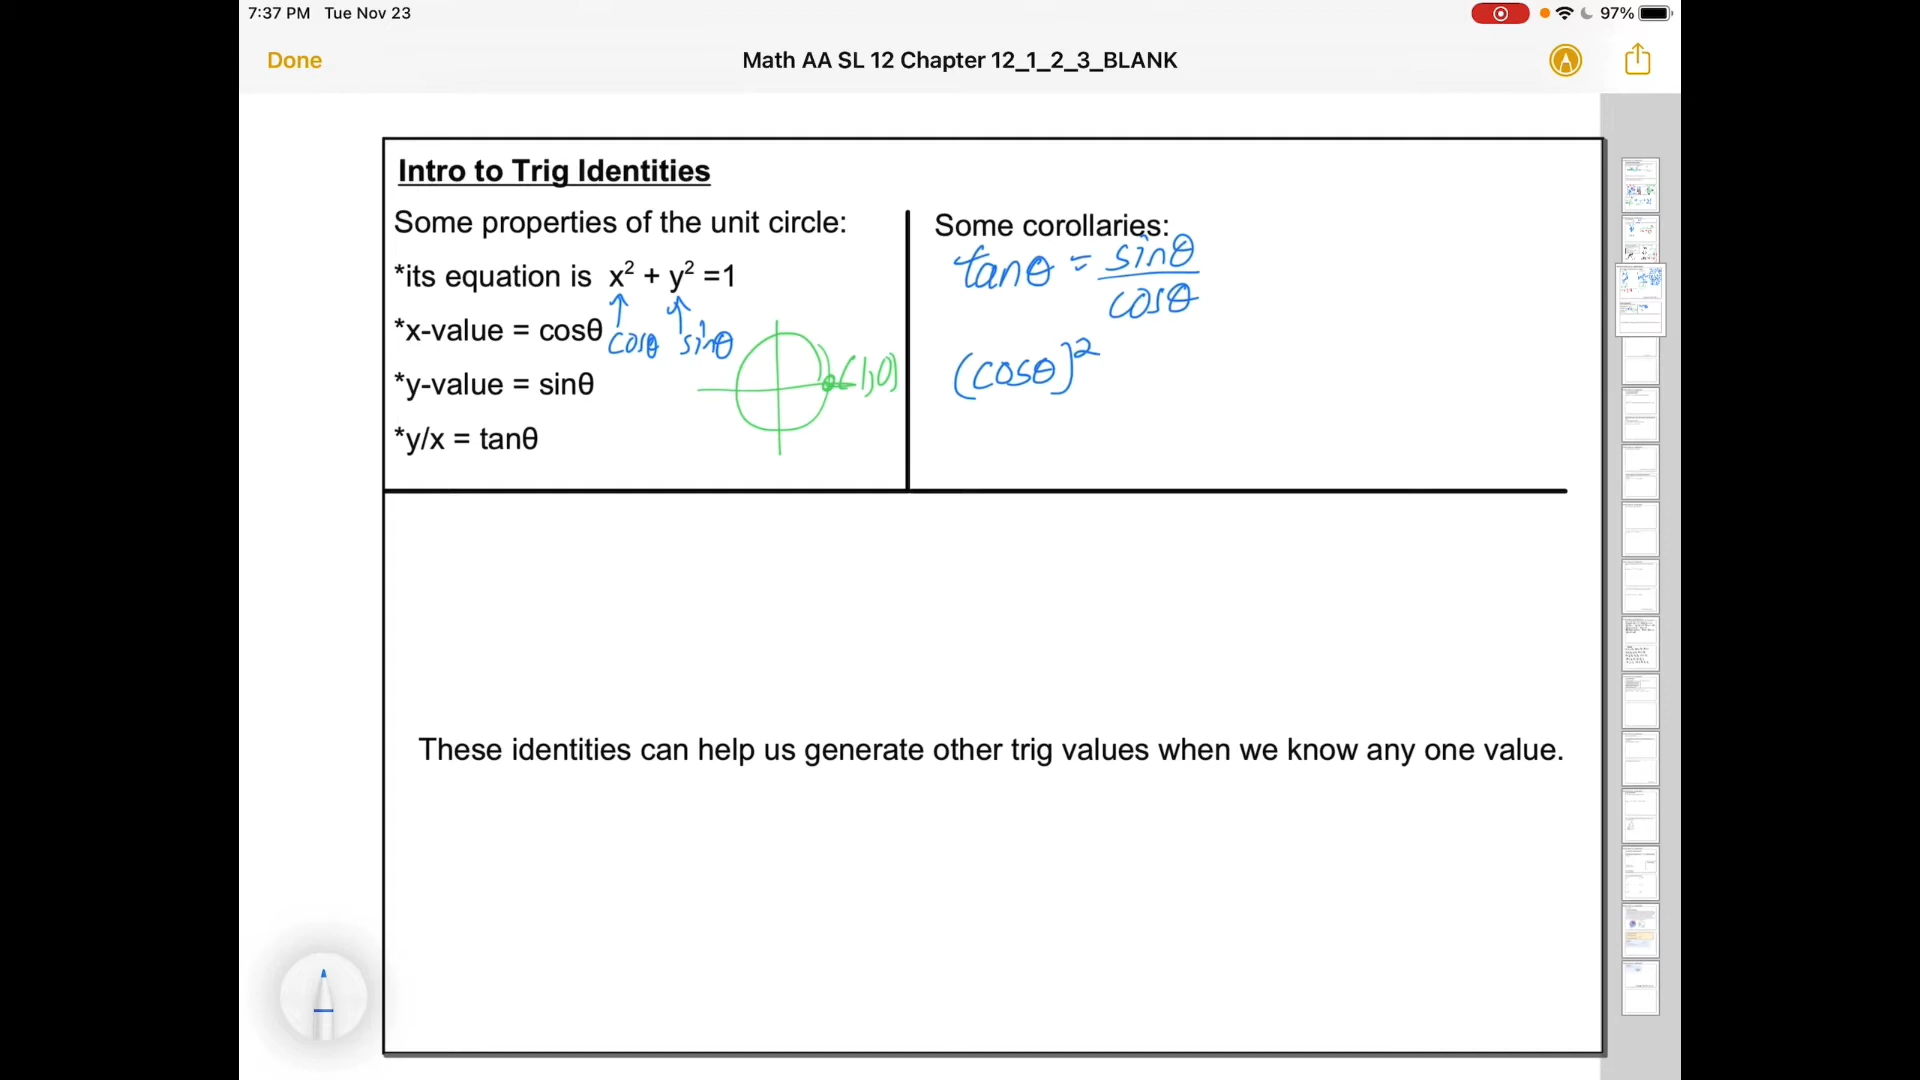 7:37 PM Tue Nov 23
97%
Done
Math AA SL 12 Chapter 12_1_2_3_BLANK
Intro to Trig Identities
Some properties of the unit circle:
*its equation is x² + y² =1
*x-value = cosθ
cosθ sinθ
*y-value = sinθ
(1,0)
*y/x = tanθ
Some corollaries:
tanθ = sinθ/cosθ
(cosθ)²
These identities can help us generate other trig values when we know any one value.